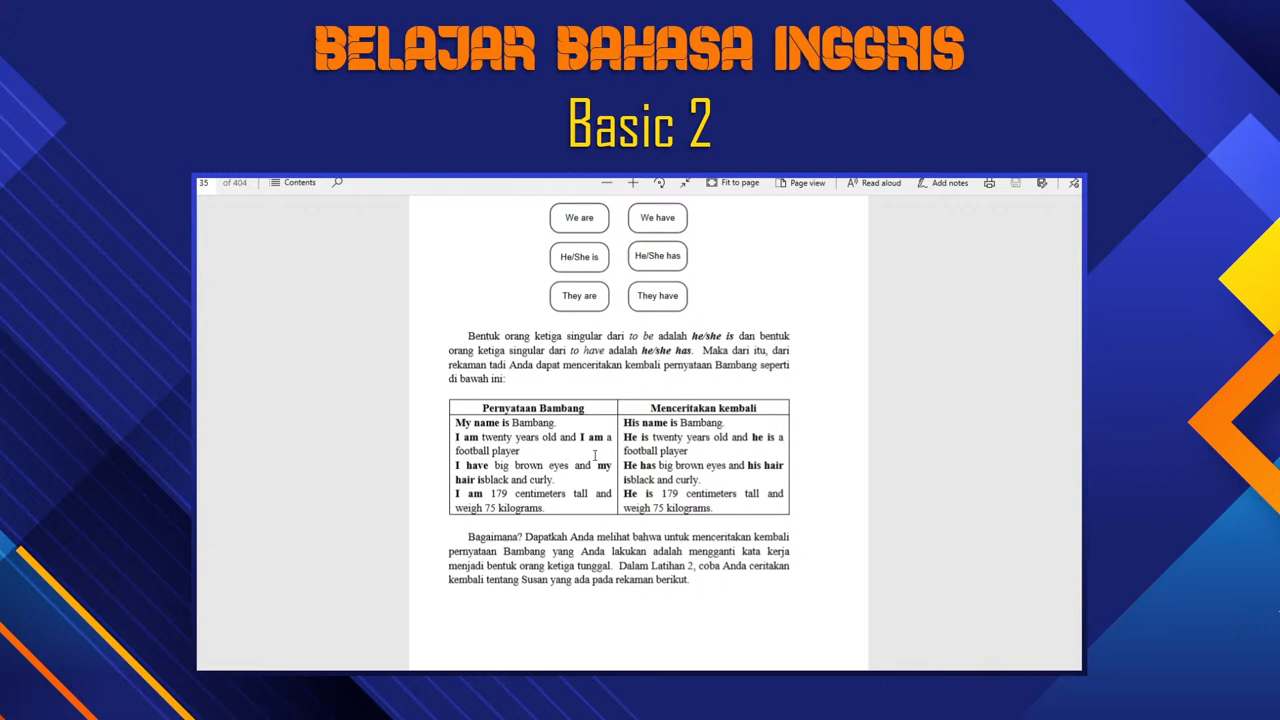 BELAJAR BAHASA INGGRIS
Basic 2
35 of 404 Contents Fit to page Page view Read aloud Add notes
We are We have
He/She is He/She has
They are They have
Bentuk orang ketiga singular dari to be adalah he/she is dan bentuk
orang ketiga singular dari to have adalah he/she has. Maka dari itu, dari
rekaman tadi Anda dapat menceritakan kembali pernyataan Bambang seperti
di bawah ini:
Pernyataan Bambang
My name is Bambang.
I am twenty years old and I am a
football player
I have big brown eyes and my
hair isblack and curly.
I am 179 centimeters tall and
weigh 75 kilograms.
Menceritakan kembali
His name is Bambang.
He is twenty years old and he is a
football player
He has big brown eyes and his hair
isblack and curly.
He is 179 centimeters tall and
weigh 75 kilograms.
Bagaimana? Dapatkah Anda melihat bahwa untuk menceritakan kembali
pernyataan Bambang yang Anda lakukan adalah mengganti kata kerja
menjadi bentuk orang ketiga tunggal. Dalam Latihan 2, coba Anda ceritakan
kembali tentang Susan yang ada pada rekaman berikut.